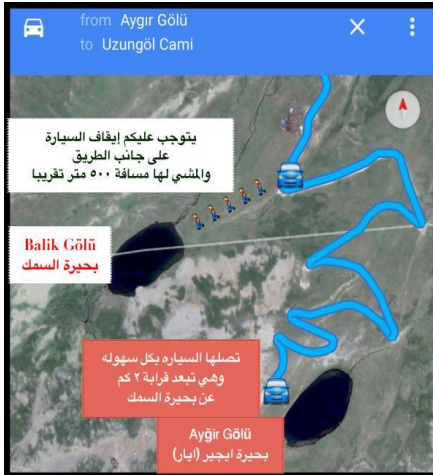 from Aygır Gölü
to Uzungöl Cami
يتوجب عليكم إيقاف السيارة
على جانب الطريق
والمشي لها مسافة ٥٠٠ متر تقريبا
Balik Gölü
بحيرة السمك
تصلها السياره بكل سهوله
وهي تبعد قرابة ٢ كم
عن بحيرة السمك
Ayğir Gölü
بحيرة ايجير (ايار)